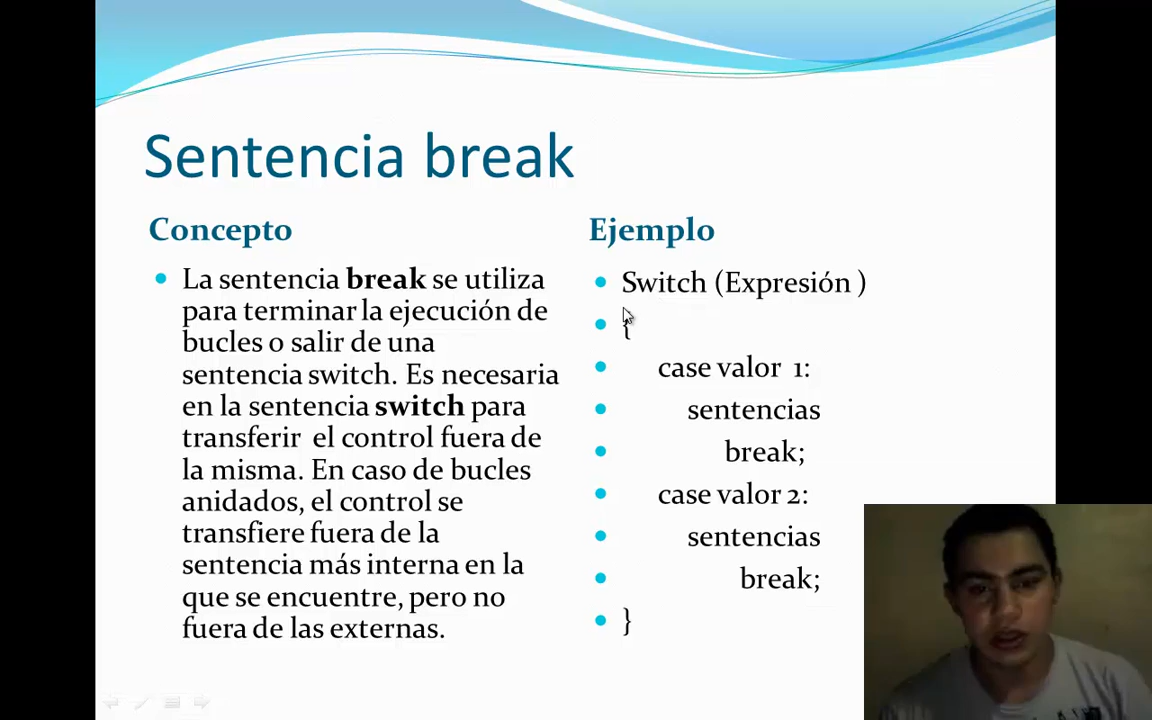 Sentencia break
Concepto
La sentencia break se utiliza
para terminar la ejecución de
bucles o salir de una
sentencia switch. Es necesaria
en la sentencia switch para
transferir el control fuera de
la misma. En caso de bucles
anidados, el control se
transfiere fuera de la
sentencia más interna en la
que se encuentre, pero no
fuera de las externas.
Ejemplo
Switch (Expresión )
{
case valor 1:
sentencias
break;
case valor 2:
sentencias
break;
}